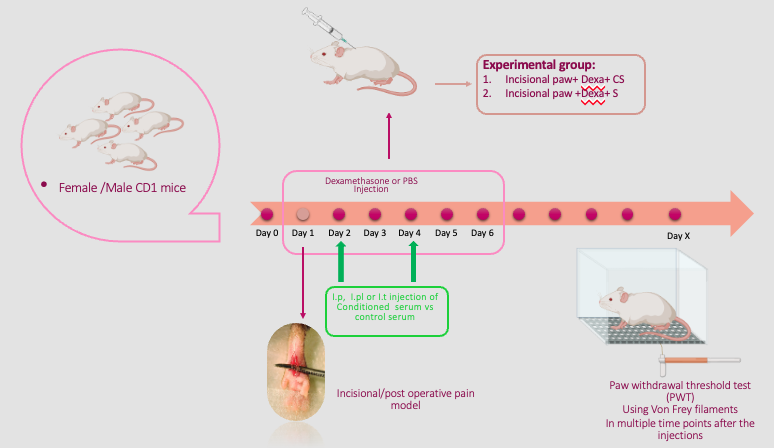 Experimental group:
1. Incisional paw+ Dexa+ CS
2. Incisional paw +Dexa+ S
• Female /Male CD1 mice
Dexamethasone or PBS
Injection
Day 0 Day 1 Day 2 Day 3 Day 4 Day 5 Day 6 Day X
I.p, I.pl or I.t injection of
Conditioned serum vs
control serum
Incisional/post operative pain
model
Paw withdrawal threshold test
(PWT)
Using Von Frey filaments
In multiple time points after the
injections